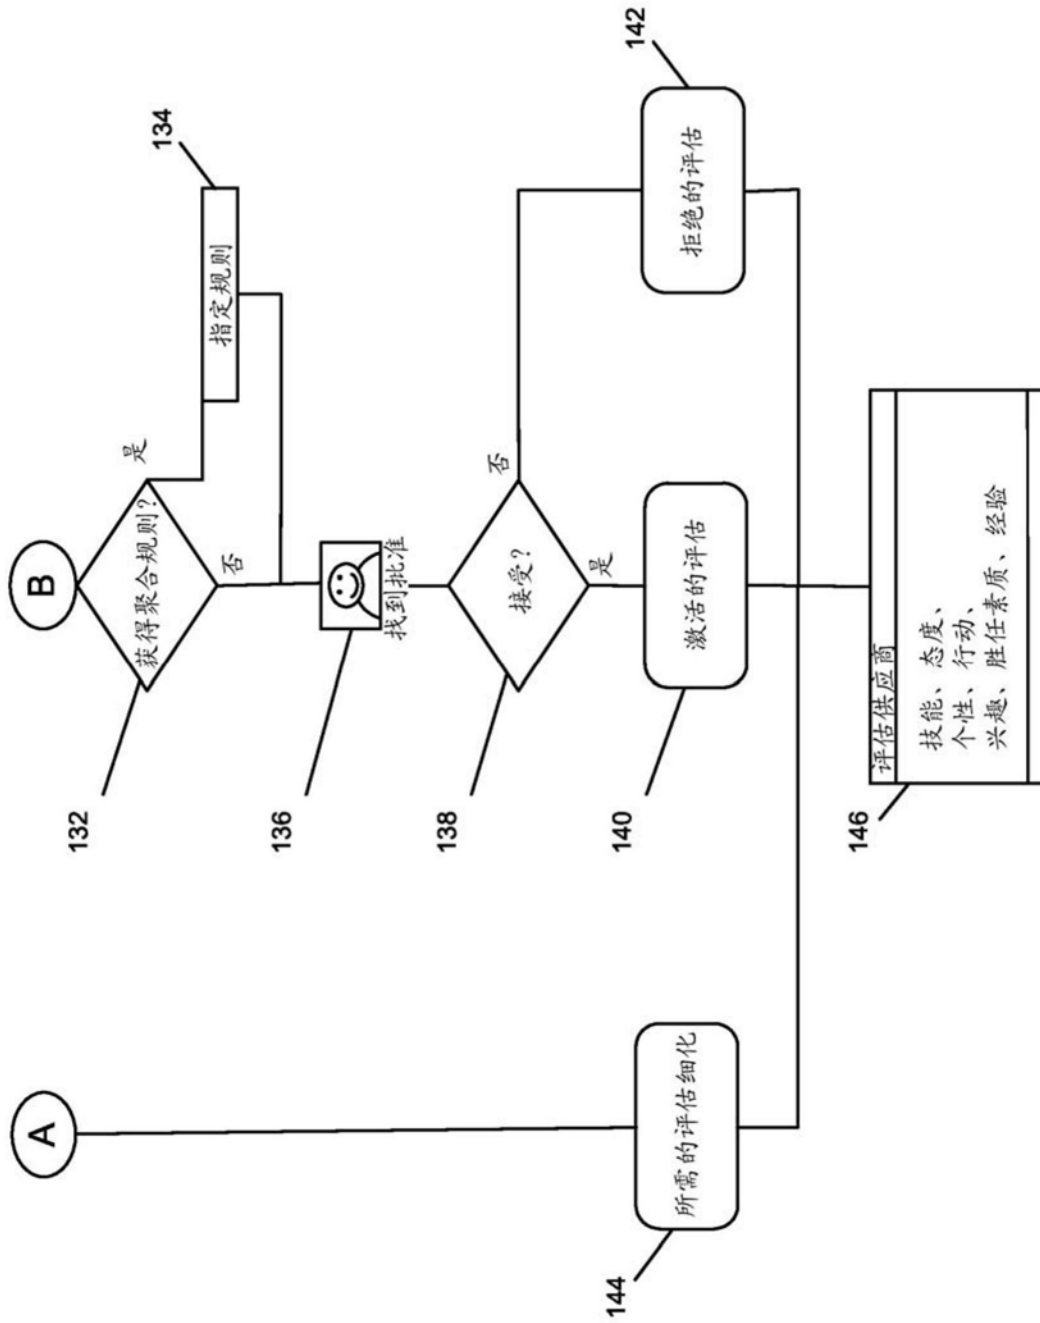 A
B
132
获得聚合规则？
是
否
134
指定规则
136
找到批准
138
接受？
否
是
140
激活的评估
142
拒绝的评估
144
所需的评估细化
146
评估供应商
技能、态度、
个性、行动、
兴趣、胜任素质、经验